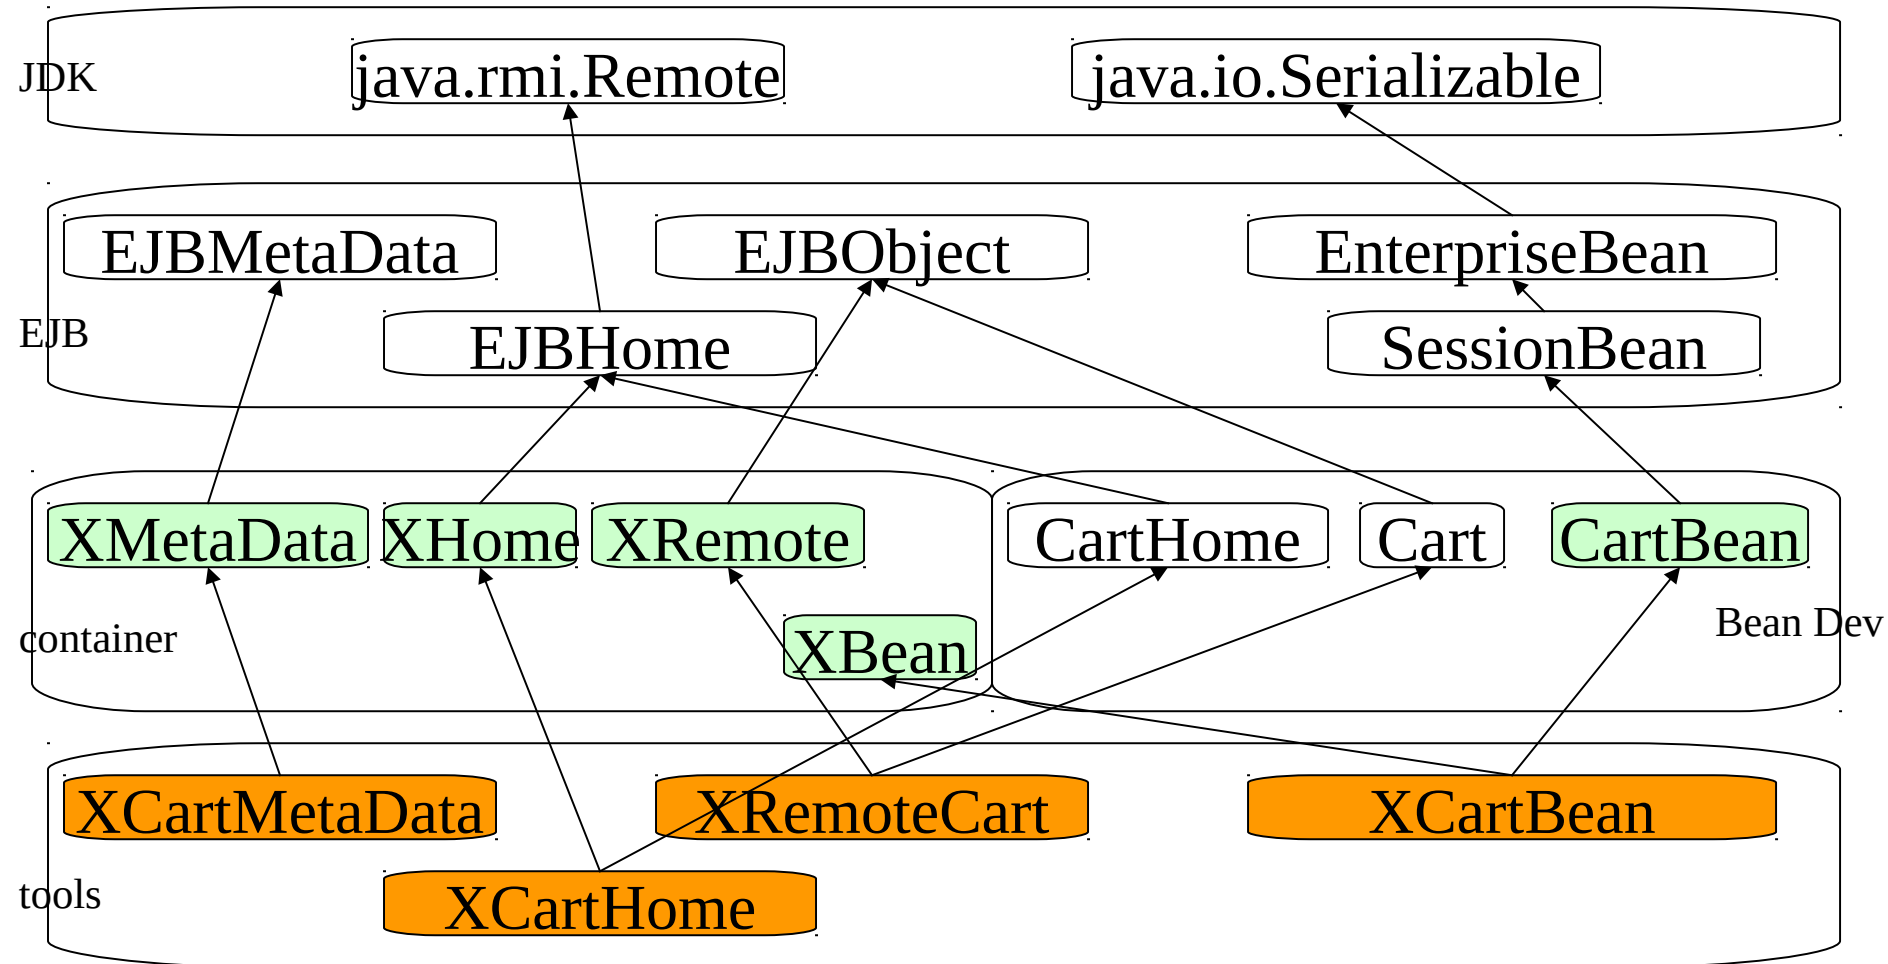 JDK
java.rmi.Remote
java.io.Serializable
EJBMetaData
EJBObject
EnterpriseBean
EJB
EJBHome
SessionBean
XMetaData
XHome
XRemote
CartHome
Cart
CartBean
container
XBean
Bean Dev
XCartMetaData
XRemoteCart
XCartBean
tools
XCartHome